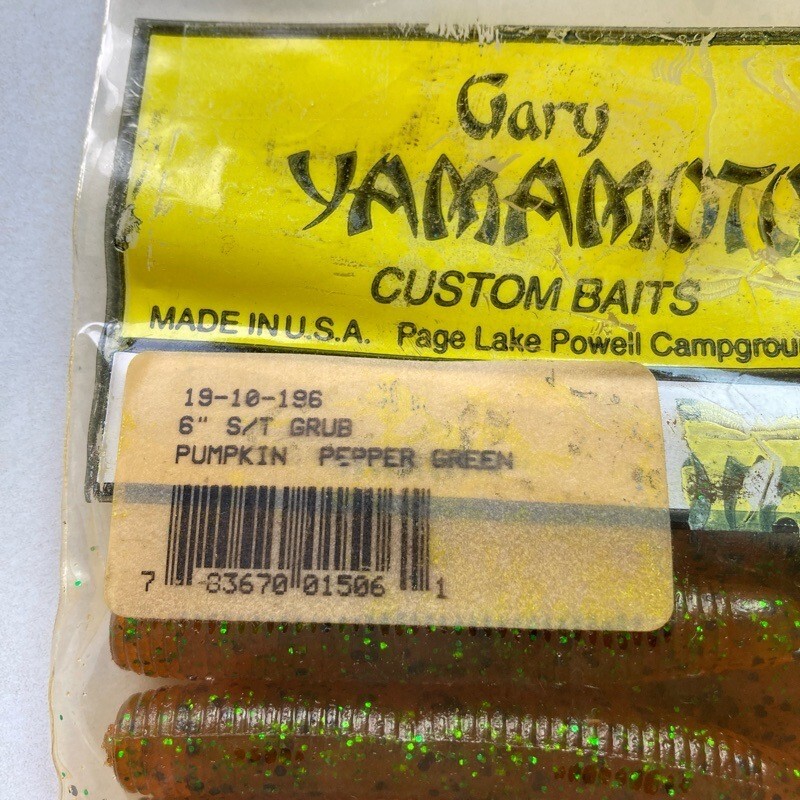 Gary
YAMAMOTO
CUSTOM BAITS
MADE IN U.S.A. Page Lake Powell Campgrou
19-10-196
6" S/T GRUB
PUMPKIN PEPPER GREEN
7 83670 01506 1